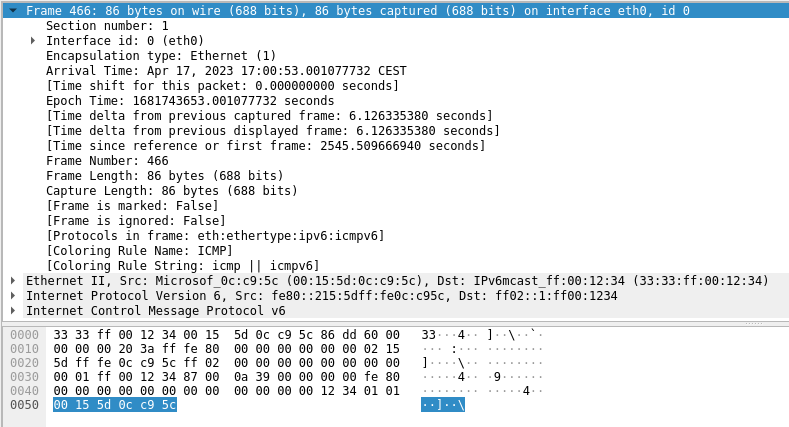 Frame 466: 86 bytes on wire (688 bits), 86 bytes captured (688 bits) on interface eth0, id 0
Section number: 1
Interface id: 0 (eth0)
Encapsulation type: Ethernet (1)
Arrival Time: Apr 17, 2023 17:00:53.001077732 CEST
[Time shift for this packet: 0.000000000 seconds]
Epoch Time: 1681743653.001077732 seconds
[Time delta from previous captured frame: 6.126335380 seconds]
[Time delta from previous displayed frame: 6.126335380 seconds]
[Time since reference or first frame: 2545.509666940 seconds]
Frame Number: 466
Frame Length: 86 bytes (688 bits)
Capture Length: 86 bytes (688 bits)
[Frame is marked: False]
[Frame is ignored: False]
[Protocols in frame: eth:ethertype:ipv6:icmpv6]
[Coloring Rule Name: ICMP]
[Coloring Rule String: icmp || icmpv6]
Ethernet II, Src: Microsof_0c:c9:5c (00:15:5d:0c:c9:5c), Dst: IPv6mcast_ff:00:12:34 (33:33:ff:00:12:34)
Internet Protocol Version 6, Src: fe80::215:5dff:fe0c:c95c, Dst: ff02::1:ff00:1234
Internet Control Message Protocol v6
0000 33 33 ff 00 12 34 00 15 5d 0c c9 5c 86 dd 60 00 33···4·· ]··\··`·
0010 00 00 00 20 3a ff fe 80 00 00 00 00 00 00 02 15 ··· :··· ········
0020 5d ff fe 0c c9 5c ff 02 00 00 00 00 00 00 00 00 ]····\·· ········
0030 00 01 ff 00 12 34 87 00 0a 39 00 00 00 00 fe 80 ·····4·· ·9······
0040 00 00 00 00 00 00 00 00 00 00 00 00 12 34 01 01 ········ ·····4··
0050 00 15 5d 0c c9 5c ··]··\